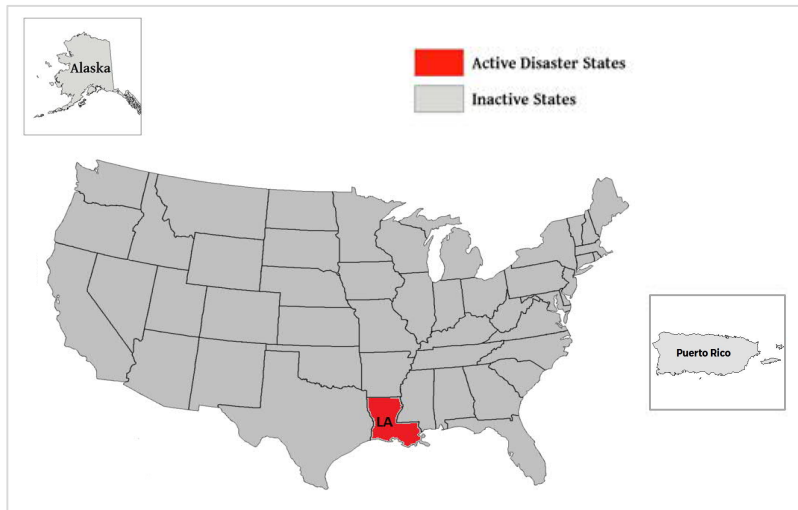 Alaska
Active Disaster States
Inactive States
Puerto Rico
LA